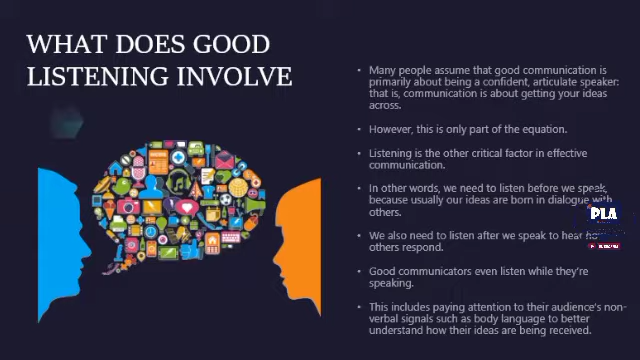 WHAT DOES GOOD
LISTENING INVOLVE
• Many people assume that good communication is
primarily about being a confident, articulate speaker:
that is, communication is about getting your ideas
across.
• However, this is only part of the equation.
• Listening is the other critical factor in effective
communication.
• In other words, we need to listen before we speak,
because usually our ideas are born in dialogue with
others.
• We also need to listen after we speak to hear
others respond.
• Good communicators even listen while they're
speaking.
• This includes paying attention to their audience's non-
verbal signals such as body language to better
understand how their ideas are being received.
PLA